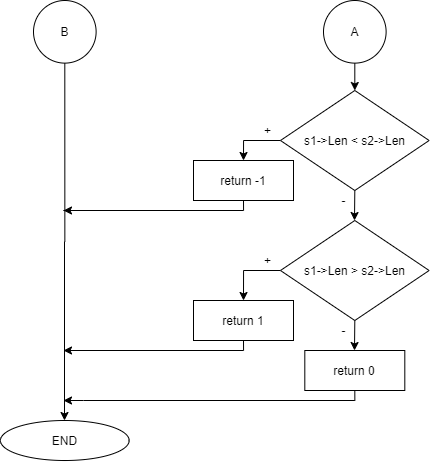 B
A
s1->Len < s2->Len
+
return -1
-
s1->Len > s2->Len
+
return 1
-
return 0
END